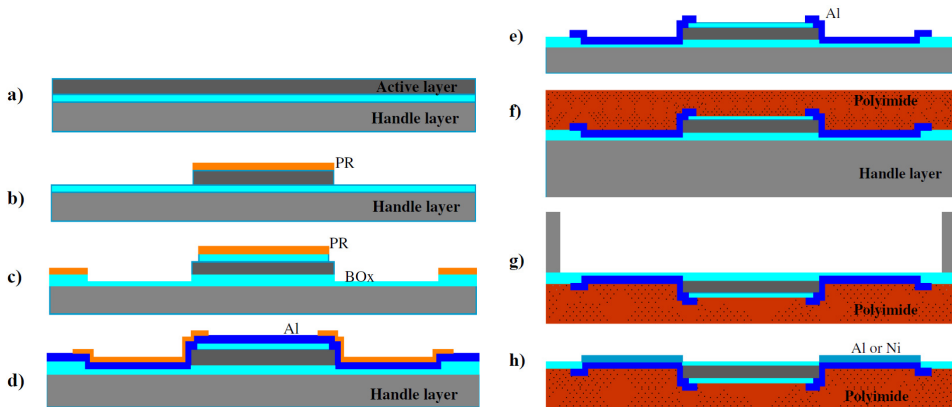 a)
Active layer
Handle layer
b)
PR
Handle layer
c)
PR
BOx
d)
Al
Handle layer
e)
Al
f)
Polyimide
Handle layer
g)
Polyimide
h)
Al or Ni
Polyimide